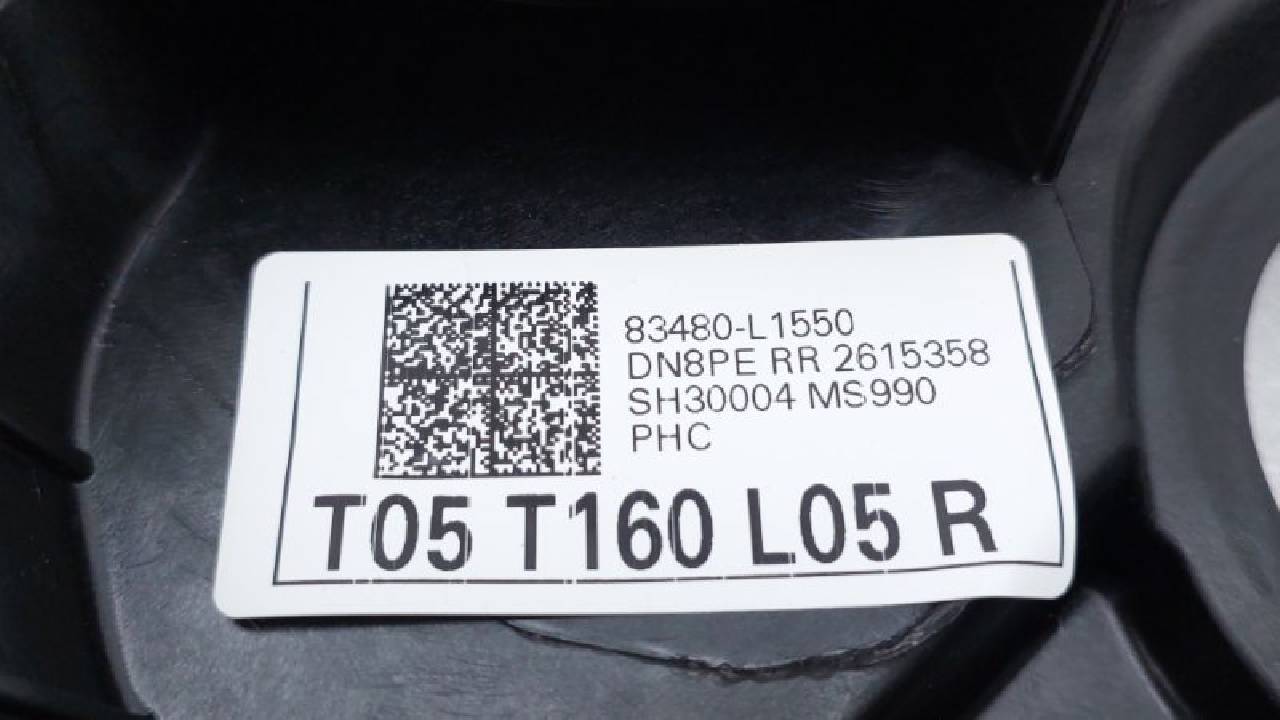 83480-L1550
DN8PE RR 2615358
SH30004 MS990
PHC
T05 T160 L05 R